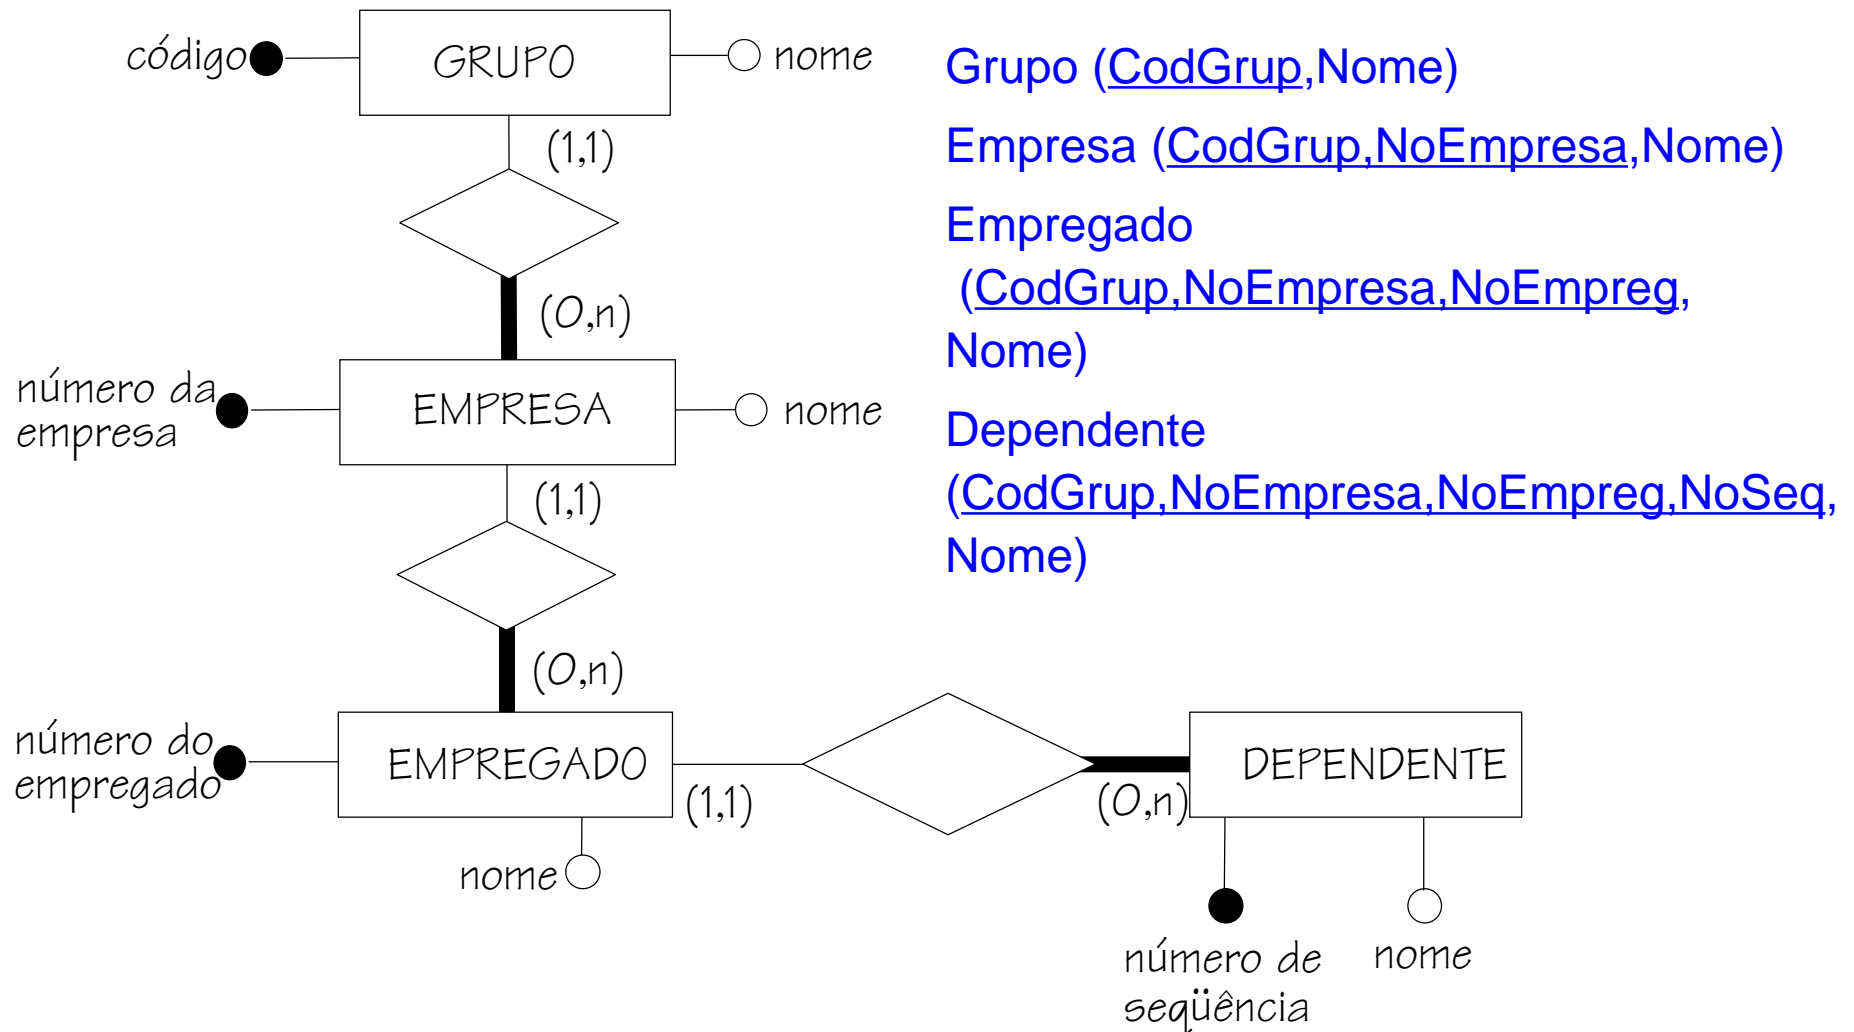 código
GRUPO
nome
(1,1)
(0,n)
número da
empresa
EMPRESA
nome
(1,1)
(0,n)
número do
empregado
EMPREGADO
(1,1)
nome
(0,n)
DEPENDENTE
número de
seqüência
nome
Grupo (CodGrup,Nome)
Empresa (CodGrup,NoEmpresa,Nome)
Empregado
(CodGrup,NoEmpresa,NoEmpreg,
Nome)
Dependente
(CodGrup,NoEmpresa,NoEmpreg,NoSeq,
Nome)